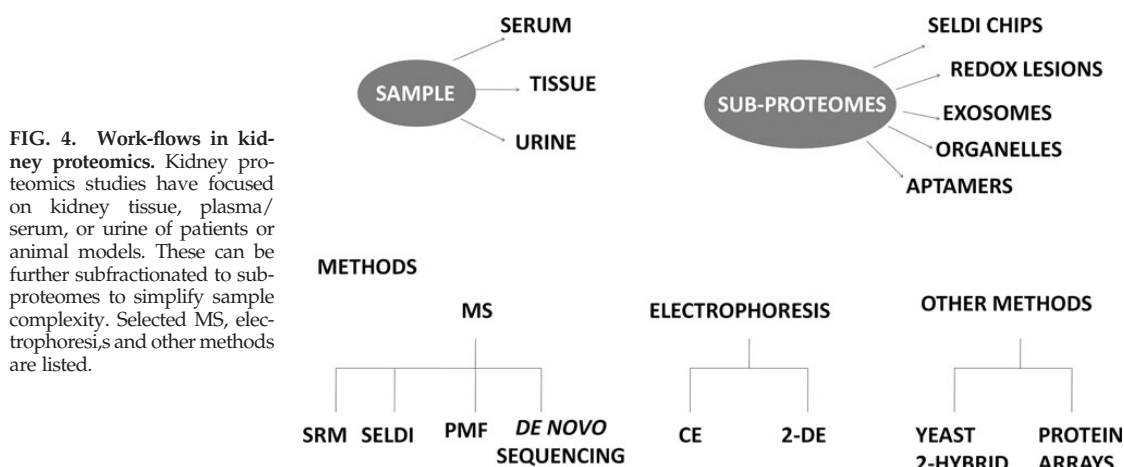 FIG. 4. Work-flows in kid-
ney proteomics. Kidney pro-
teomics studies have focused
on kidney tissue, plasma/
serum, or urine of patients or
animal models. These can be
further subfractionated to sub-
proteomes to simplify sample
complexity. Selected MS, elec-
trophoresi,s and other methods
are listed.
SAMPLE
SERUM
TISSUE
URINE
SUB-PROTEOMES
SELDI CHIPS
REDOX LESIONS
EXOSOMES
ORGANELLES
APTAMERS
METHODS
MS
SRM
SELDI
PMF
DE NOVO
SEQUENCING
ELECTROPHORESIS
CE
2-DE
OTHER METHODS
YEAST
2-HYBRID
PROTEIN
ARRAYS